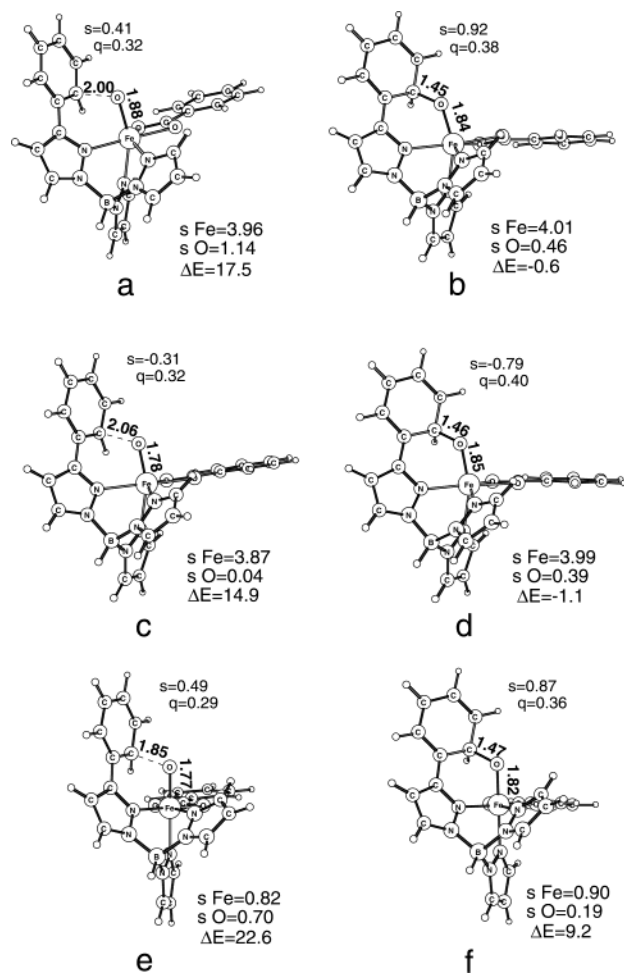 s=0.41
q=0.32
2.00
1.88
s Fe=3.96
s O=1.14
ΔE=17.5
a
s=0.92
q=0.38
1.45
1.84
s Fe=4.01
s O=0.46
ΔE=-0.6
b
s=-0.31
q=0.32
2.06
1.78
s Fe=3.87
s O=0.04
ΔE=14.9
c
s=-0.79
q=0.40
1.46
1.85
s Fe=3.99
s O=0.39
ΔE=-1.1
d
s=0.49
q=0.29
1.85
1.77
s Fe=0.82
s O=0.70
ΔE=22.6
e
s=0.87
q=0.36
1.47
1.82
s Fe=0.90
s O=0.19
ΔE=9.2
f